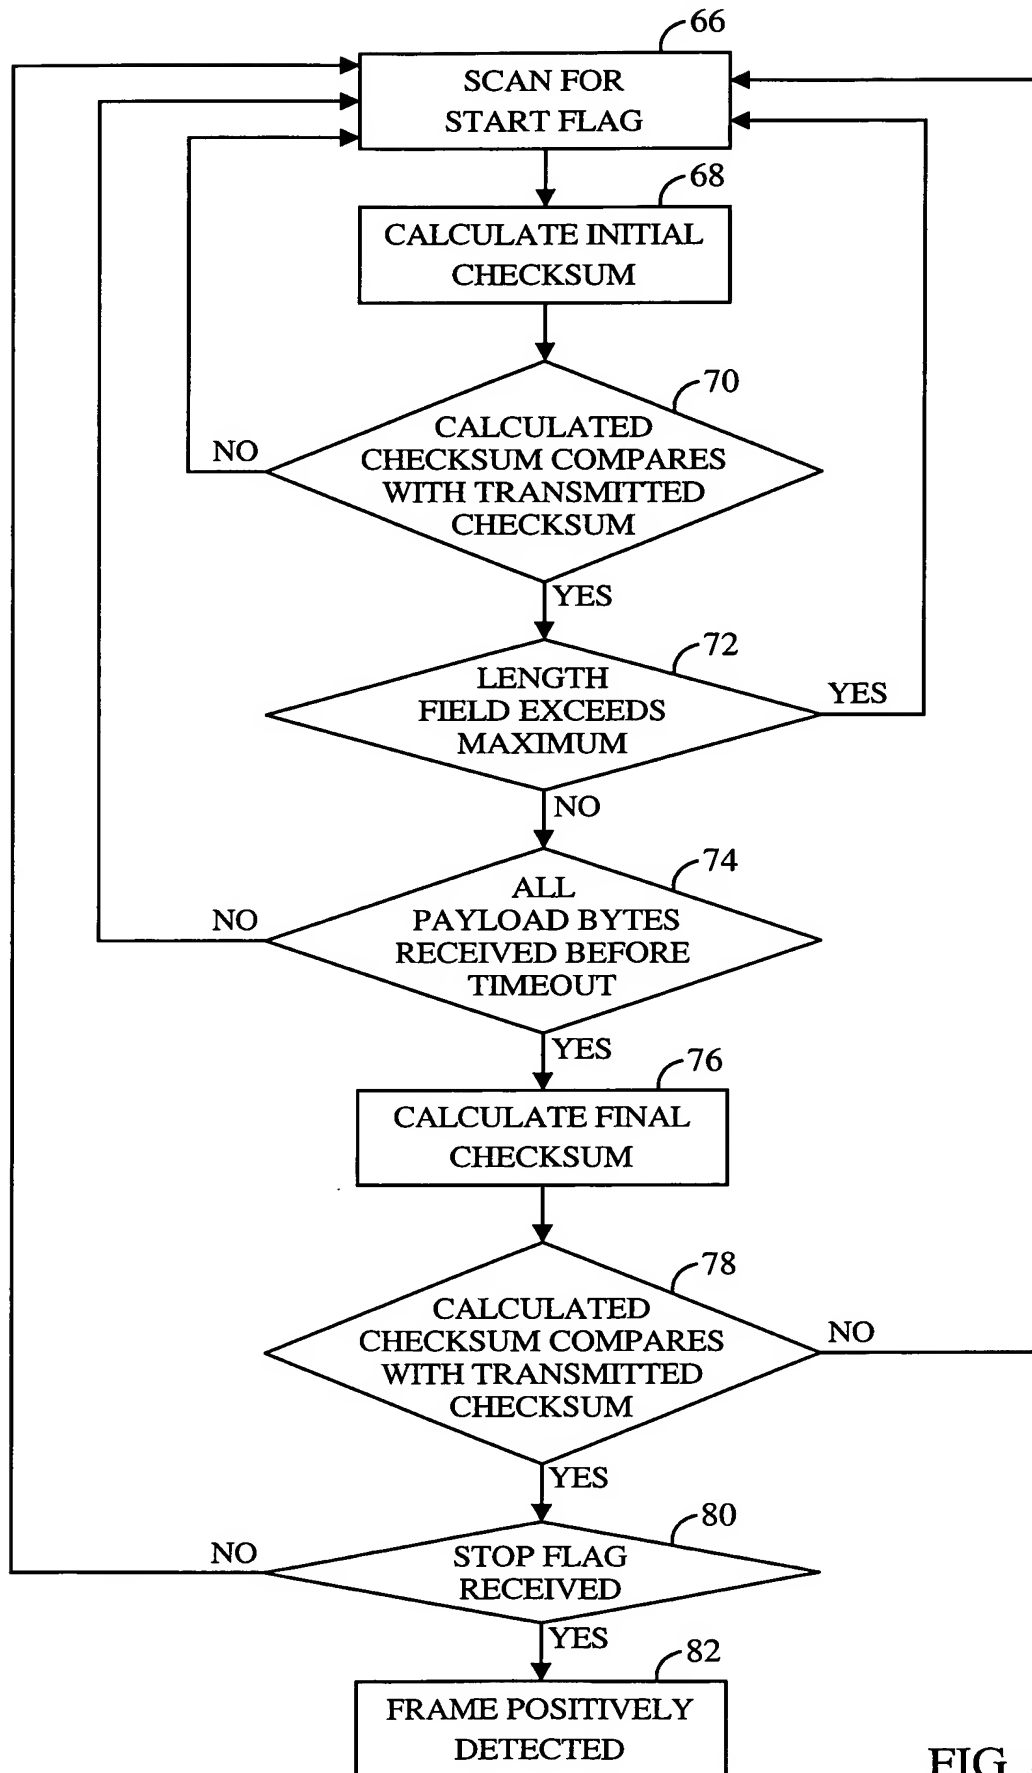 66
SCAN FOR
START FLAG
68
CALCULATE INITIAL
CHECKSUM
70
CALCULATED
CHECKSUM COMPARES
WITH TRANSMITTED
CHECKSUM
NO
YES
72
LENGTH
FIELD EXCEEDS
MAXIMUM
YES
NO
74
ALL
PAYLOAD BYTES
RECEIVED BEFORE
TIMEOUT
NO
YES
76
CALCULATE FINAL
CHECKSUM
78
CALCULATED
CHECKSUM COMPARES
WITH TRANSMITTED
CHECKSUM
NO
YES
80
STOP FLAG
RECEIVED
NO
YES
82
FRAME POSITIVELY
DETECTED
FIG.